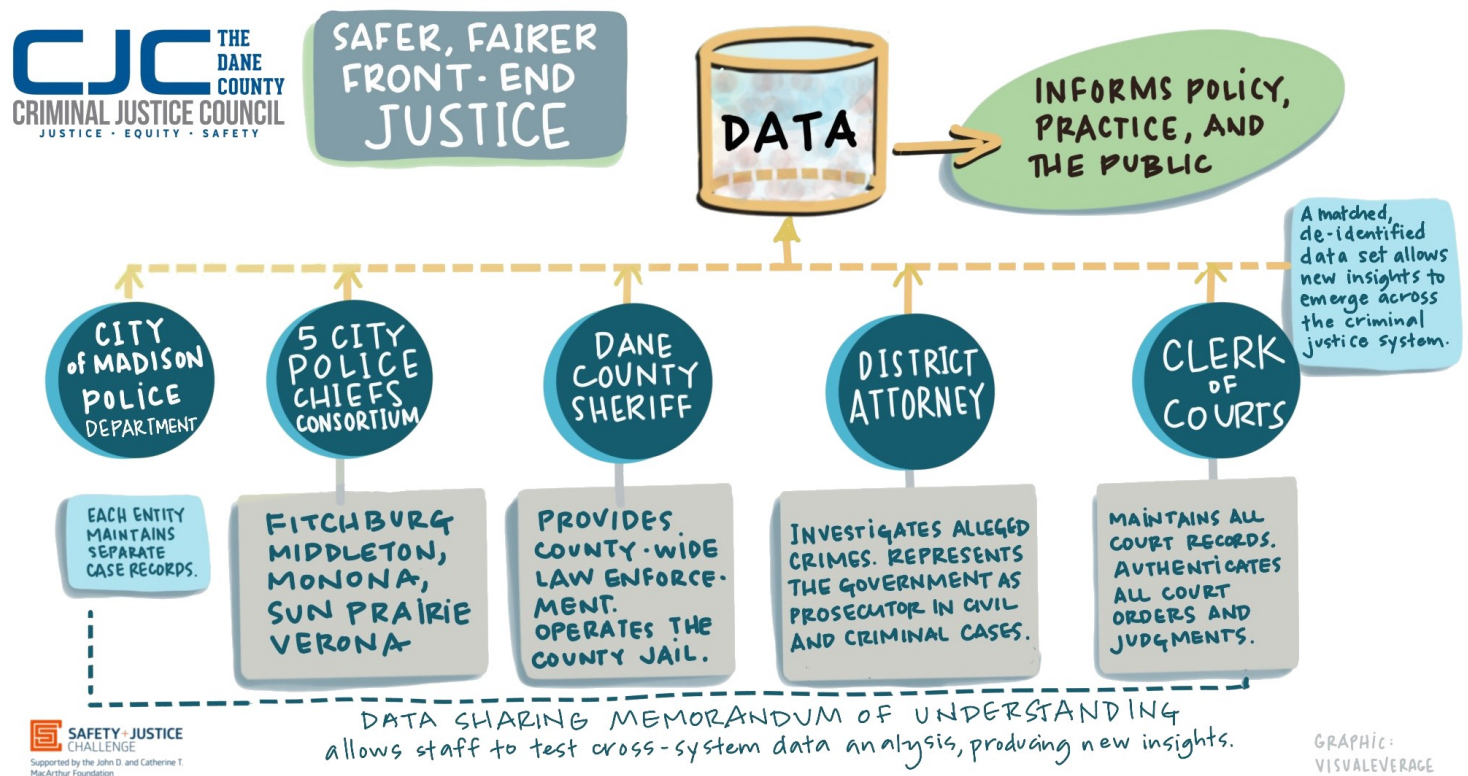 CJC THE
DANE
COUNTY
CRIMINAL JUSTICE COUNCIL
JUSTICE · EQUITY · SAFETY
SAFER, FAIRER
FRONT-END
JUSTICE
DATA
INFORMS POLICY,
PRACTICE, AND
THE PUBLIC
A matched,
de-identified
data set allows
new insights to
emerge across
the criminal
justice system.
CITY
of MADISON
POLICE
DEPARTMENT
5 CITY
POLICE
CHIEFS
CONSORTIUM
DANE
COUNTY
SHERIFF
DISTRICT
ATTORNEY
CLERK
OF
COURTS
EACH ENTITY
MAINTAINS
SEPARATE
CASE RECORDS.
FITCHBURG
MIDDLETON,
MONONA,
SUN PRAIRIE
VERONA
PROVIDES
COUNTY-WIDE
LAW ENFORCE-
MENT.
OPERATES THE
COUNTY JAIL.
INVESTIGATES ALLEGED
CRIMES. REPRESENTS
THE GOVERNMENT AS
PROSECUTOR IN CIVIL
AND CRIMINAL CASES.
MAINTAINS ALL
COURT RECORDS.
AUTHENTICATES
ALL COURT
ORDERS AND
JUDGMENTS.
DATA SHARING MEMORANDUM OF UNDERSTANDING
allows staff to test cross-system data analysis, producing new insights.
SAFETY+JUSTICE
CHALLENGE
Supported by the John D. and Catherine T.
MacArthur Foundation
GRAPHIC:
VISUALEVERAGE